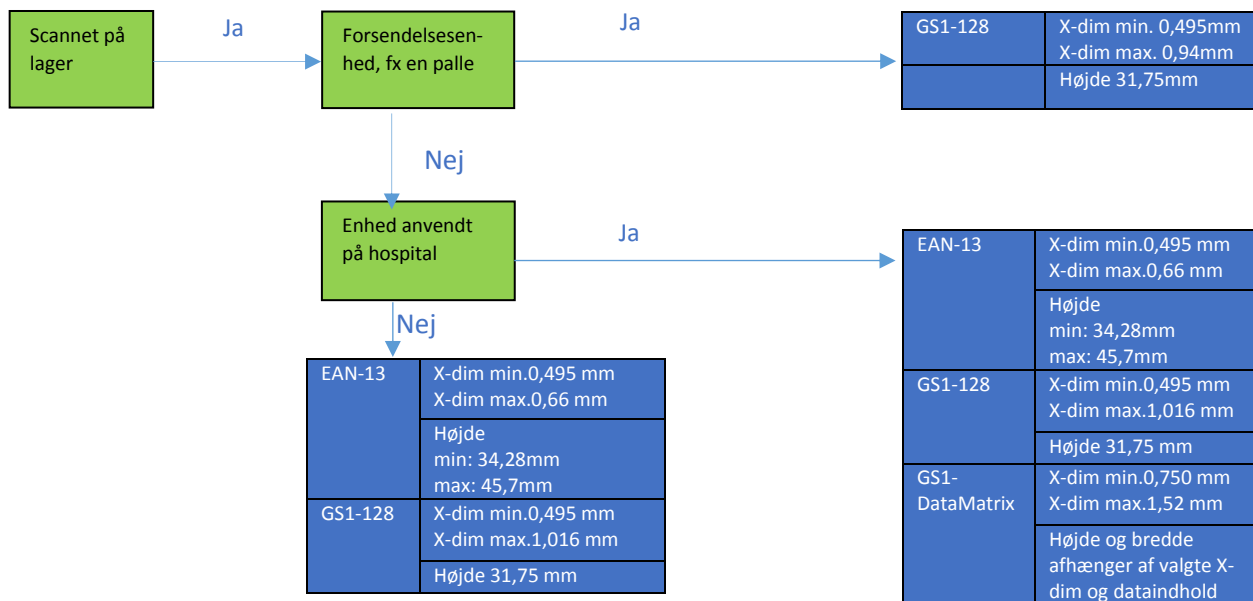 Scannet på
lager
Ja
Forsendelsesen-
hed, fx en palle
Ja
GS1-128
X-dim min. 0,495mm
X-dim max. 0,94mm
Højde 31,75mm
Nej
Enhed anvendt
på hospital
Ja
EAN-13
X-dim min.0,495 mm
X-dim max.0,66 mm
Højde
min: 34,28mm
max: 45,7mm
GS1-128
X-dim min.0,495 mm
X-dim max.1,016 mm
Højde 31,75 mm
GS1-
DataMatrix
X-dim min.0,750 mm
X-dim max.1,52 mm
Højde og bredde
afhænger af valgte X-
dim og dataindhold
Nej
EAN-13
X-dim min.0,495 mm
X-dim max.0,66 mm
Højde
min: 34,28mm
max: 45,7mm
GS1-128
X-dim min.0,495 mm
X-dim max.1,016 mm
Højde 31,75 mm